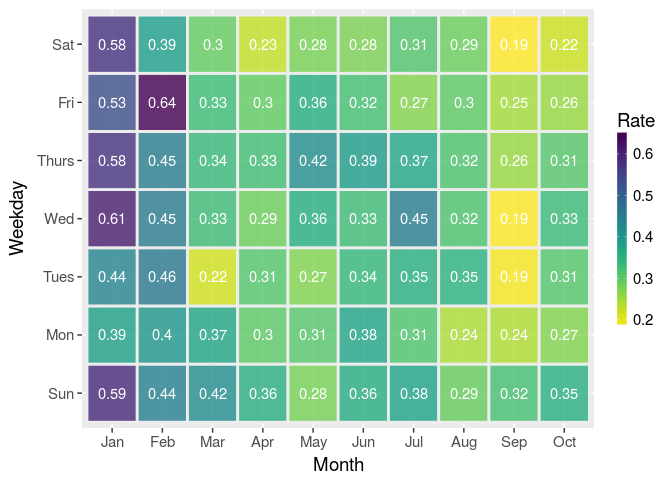 Sat 0.58 0.39 0.3 0.23 0.28 0.28 0.31 0.29 0.19 0.22
Fri 0.53 0.64 0.33 0.3 0.36 0.32 0.27 0.3 0.25 0.26
Thurs 0.58 0.45 0.34 0.33 0.42 0.39 0.37 0.32 0.26 0.31
Wed 0.61 0.45 0.33 0.29 0.36 0.33 0.45 0.32 0.19 0.33
Tues 0.44 0.46 0.22 0.31 0.27 0.34 0.35 0.35 0.19 0.31
Mon 0.39 0.4 0.37 0.3 0.31 0.38 0.31 0.24 0.24 0.27
Sun 0.59 0.44 0.42 0.36 0.28 0.36 0.38 0.29 0.32 0.35
Jan Feb Mar Apr May Jun Jul Aug Sep Oct
Month
Weekday
Rate
0.6
0.5
0.4
0.3
0.2